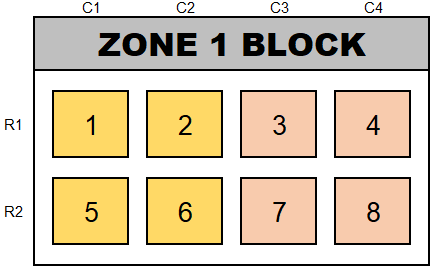 C1 C2 C3 C4
ZONE 1 BLOCK
R1 1 2 3 4
R2 5 6 7 8